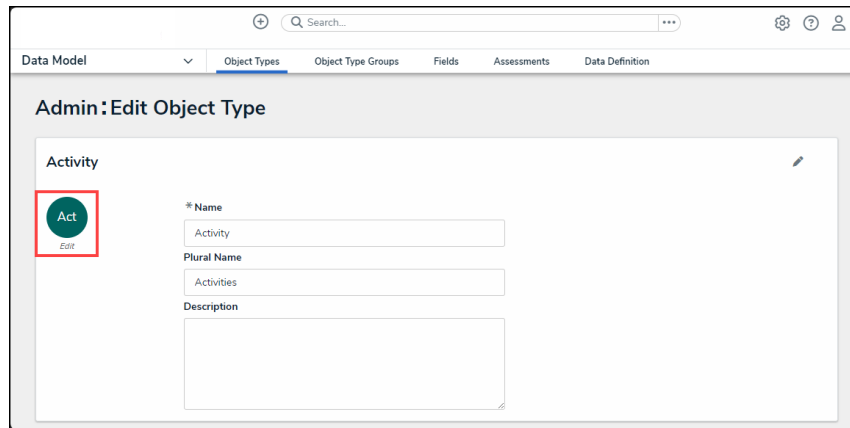 Search...
Data Model Object Types Object Type Groups Fields Assessments Data Definition
Admin:Edit Object Type
Activity
Act
Edit
* Name
Activity
Plural Name
Activities
Description